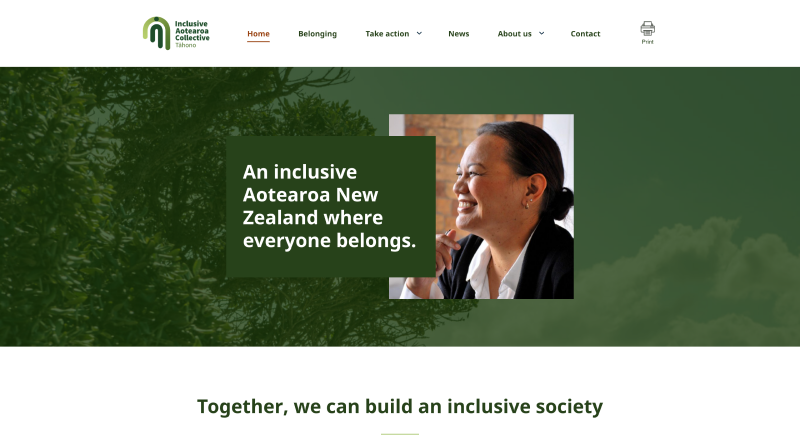 Inclusive
Aotearoa
Collective
Tāhono
Home Belonging Take action News About us Contact
Print
An inclusive
Aotearoa New
Zealand where
everyone belongs.
Together, we can build an inclusive society